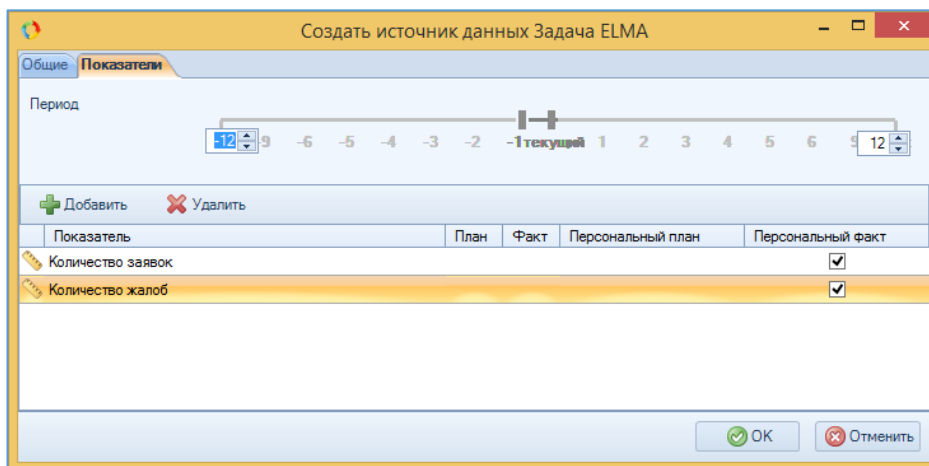 Создать источник данных Задача ELMA
Общие Показатели
Период
-12 9 -6 -5 -4 -3 -2 -1 текущий 1 2 3 4 5 6 9 12
Добавить Удалить
Показатель План Факт Персональный план Персональный факт
Количество заявок
Количество жалоб
OK Отменить